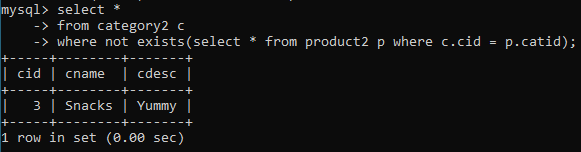 mysql> select *
    -> from category2 c
    -> where not exists(select * from product2 p where c.cid = p.catid);
+-----+--------+-------+
| cid | cname  | cdesc |
+-----+--------+-------+
|   3 | Snacks | Yummy |
+-----+--------+-------+
1 row in set (0.00 sec)